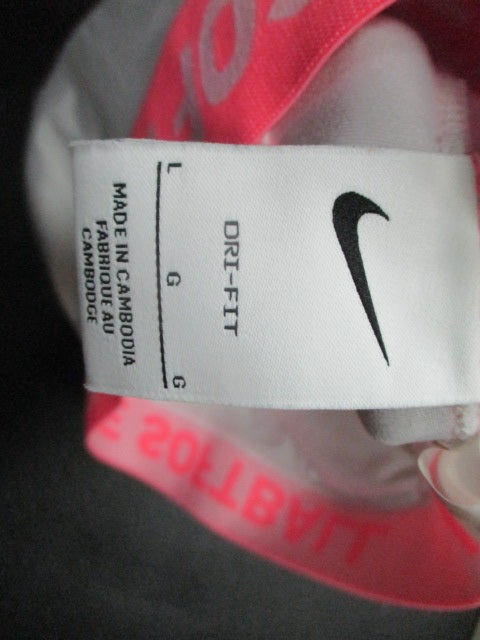 DRI-FIT
L G G
MADE IN CAMBODIA
FABRIQUE AU
CAMBODGE
SOFTBALL